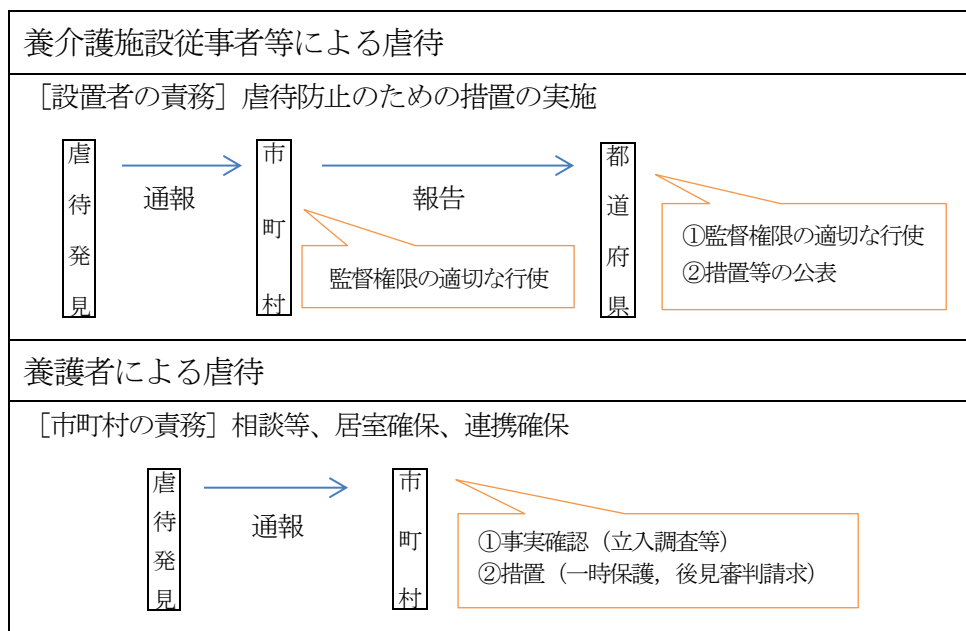 養介護施設従事者等による虐待
［設置者の責務］虐待防止のための措置の実施
虐待発見
通報
市町村
報告
都道府県
監督権限の適切な行使
①監督権限の適切な行使
②措置等の公表
養護者による虐待
［市町村の責務］相談等、居室確保、連携確保
虐待発見
通報
市町村
①事実確認（立入調査等）
②措置（一時保護，後見審判請求）